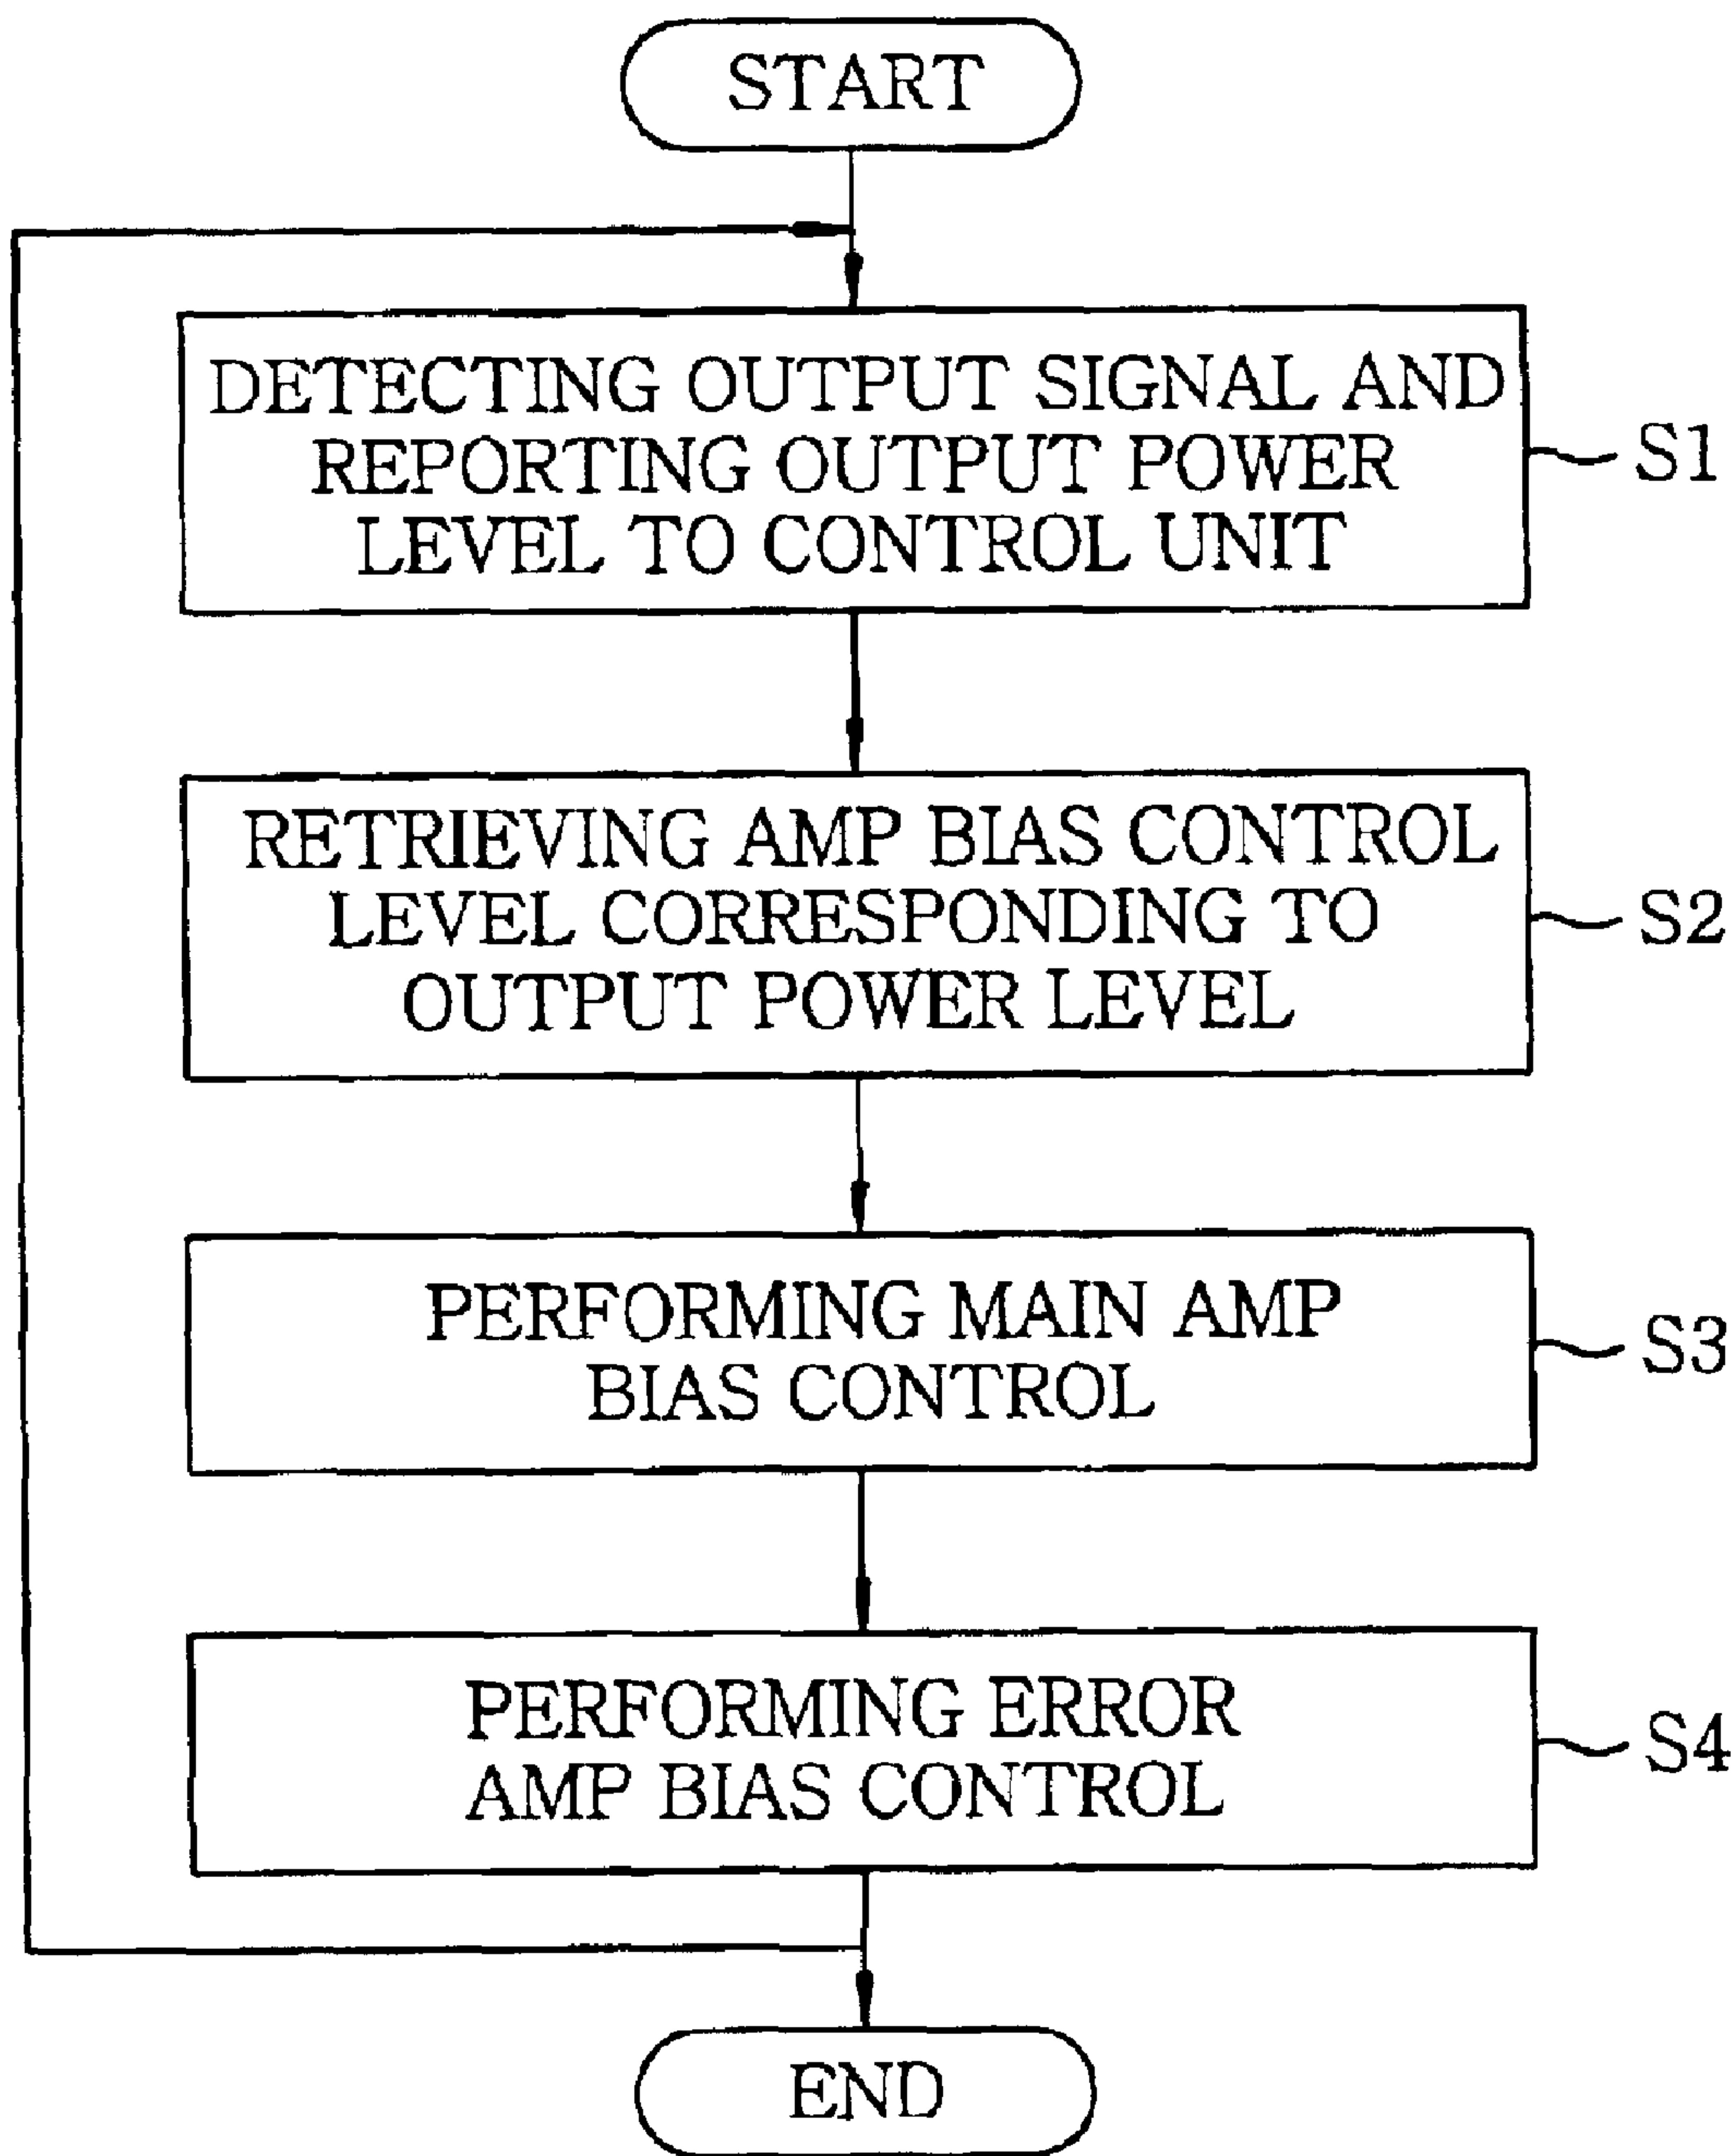 START
DETECTING OUTPUT SIGNAL AND
REPORTING OUTPUT POWER
LEVEL TO CONTROL UNIT
S1
RETRIEVING AMP BIAS CONTROL
LEVEL CORRESPONDING TO
OUTPUT POWER LEVEL
S2
PERFORMING MAIN AMP
BIAS CONTROL
S3
PERFORMING ERROR
AMP BIAS CONTROL
S4
END